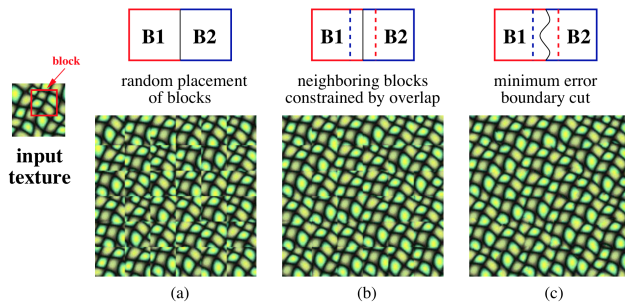 B1 B2
B1 B2
B1 B2
block
input
texture
random placement
of blocks
neighboring blocks
constrained by overlap
minimum error
boundary cut
(a)
(b)
(c)